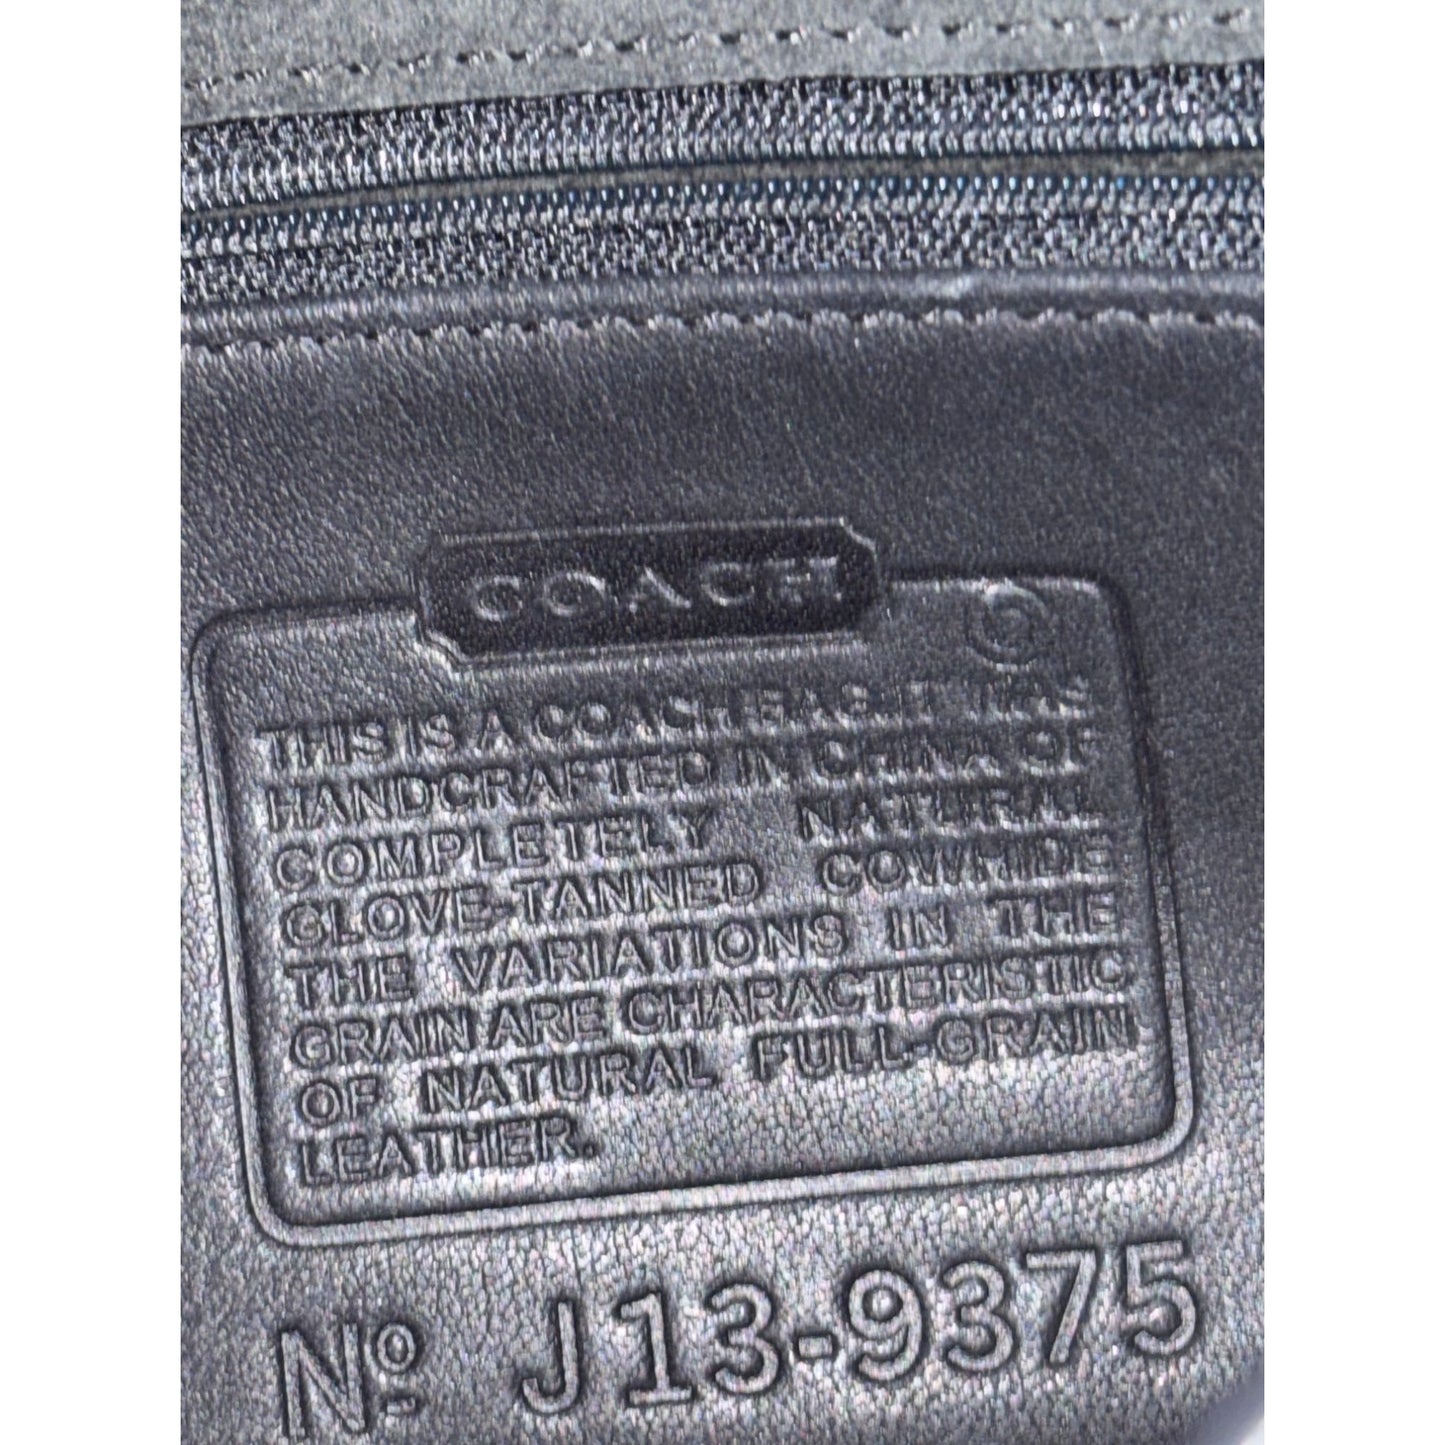 COACH
THIS IS A COACH BAG. IT WAS
HANDCRAFTED IN CHINA OF
COMPLETELY NATURAL
GLOVE-TANNED COWHIDE
THE VARIATIONS IN THE
GRAIN ARE CHARACTERISTIC
OF NATURAL FULL-GRAIN
LEATHER.
Nº J13-9375